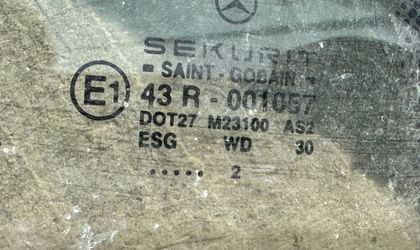 SEKURIT
SAINT-GOBAIN
E1 43 R - 001057
DOT27 M23100 AS2
ESG WD 30
..... 2